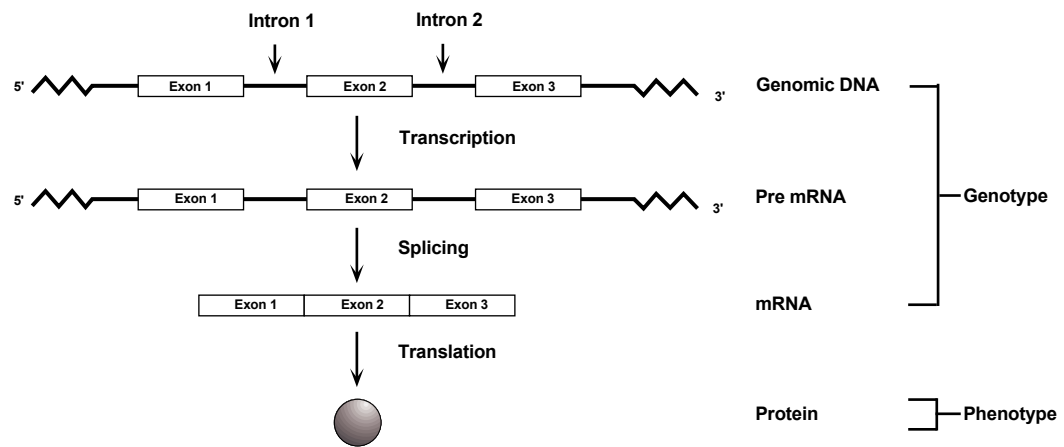 Intron 1 Intron 2
5' Exon 1 Exon 2 Exon 3 3' Genomic DNA
Transcription
5' Exon 1 Exon 2 Exon 3 3' Pre mRNA Genotype
Splicing
Exon 1 Exon 2 Exon 3 mRNA
Translation
Protein Phenotype